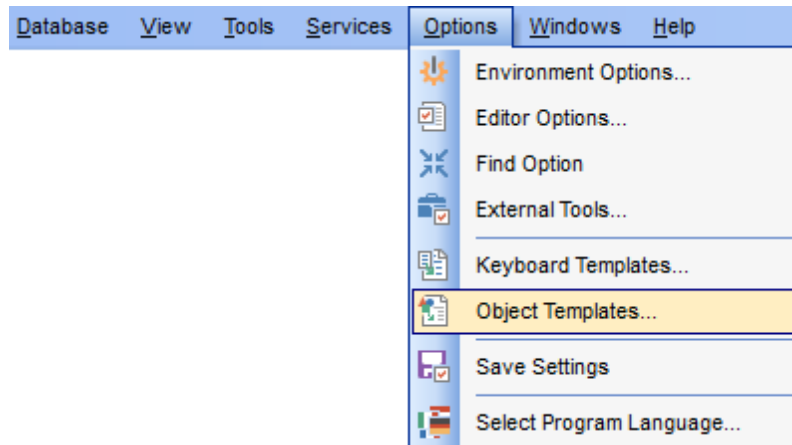 Database View Tools Services Options Windows Help
Environment Options...
Editor Options...
Find Option
External Tools...
Keyboard Templates...
Object Templates...
Save Settings
Select Program Language...